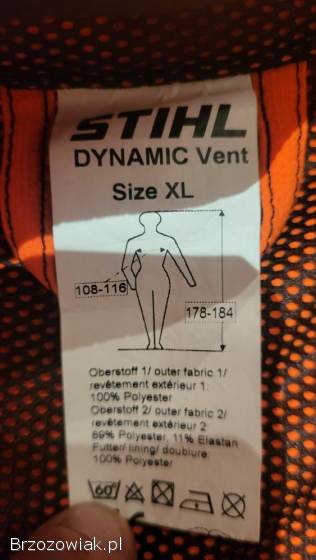 STIHL
DYNAMIC Vent
Size XL
108-116
178-184
Oberstoff 1/ outer fabric 1/
revêtement extérieur 1:
100% Polyester
Oberstoff 2/ outer fabric 2/
revêtement extérieur 2
89% Polyester, 11% Elastan
Futter/ lining/ doublure:
100% Polyester
60°
Brzozowiak.pl